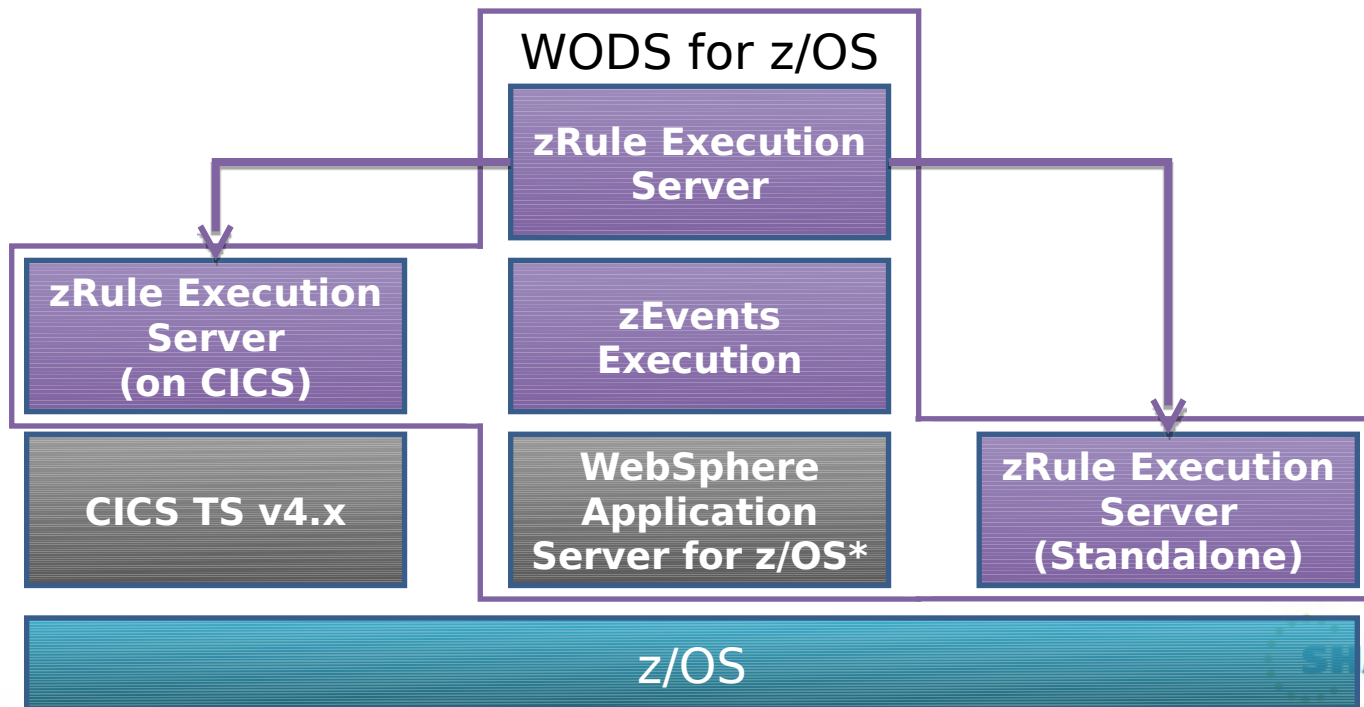 WODS for z/OS
zRule Execution
Server
zRule Execution
Server
(on CICS)
zEvents
Execution
CICS TS v4.x
WebSphere
Application
Server for z/OS*
zRule Execution
Server
(Standalone)
z/OS